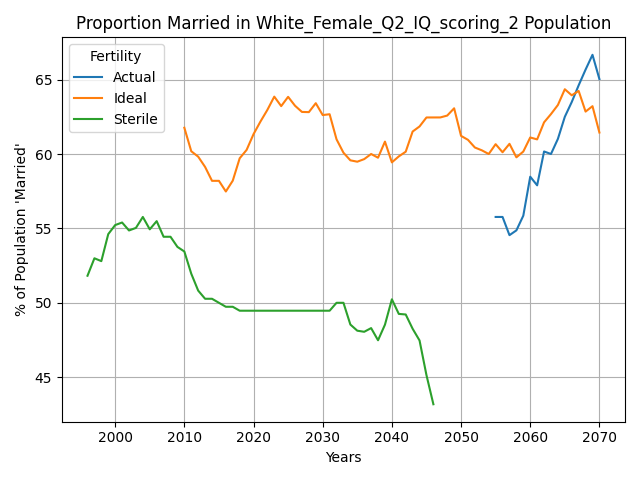 Proportion Married in White_Female_Q2_IQ_scoring_2 Population
Fertility
Actual
Ideal
Sterile
% of Population 'Married'
65
60
55
50
45
2000
2010
2020
2030
2040
2050
2060
2070
Years